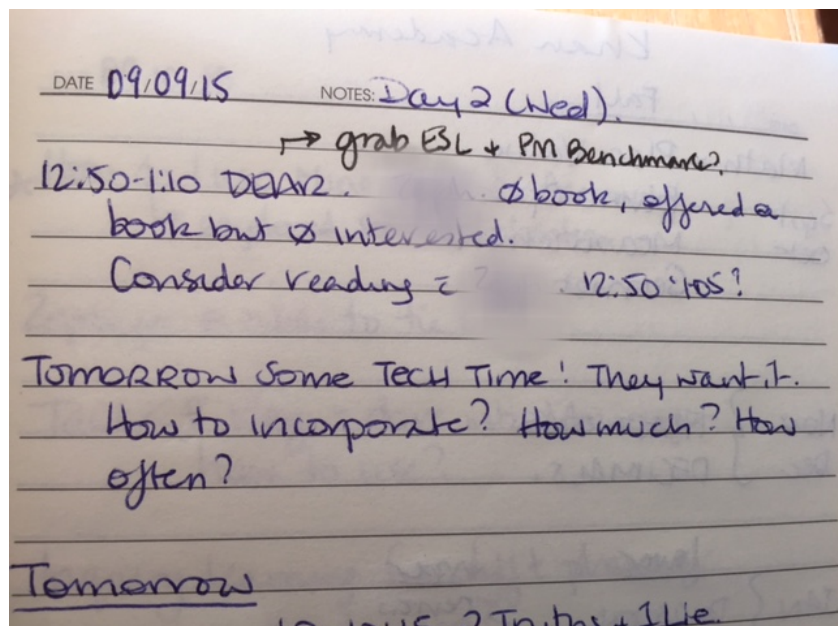 DATE 09/09/15 NOTES: Day 2 (Wed).
→ grab ESL + PM Benchmarks?
12:50-1:10 DEAR. Ø book, offered a
book but Ø interested.
Consider reading = ? 12:50-1:05?
TOMORROW SOME TECH TIME! They want it.
How to incorporate? How much? How
often?
Tomorrow
2 Truths + 1 Lie.